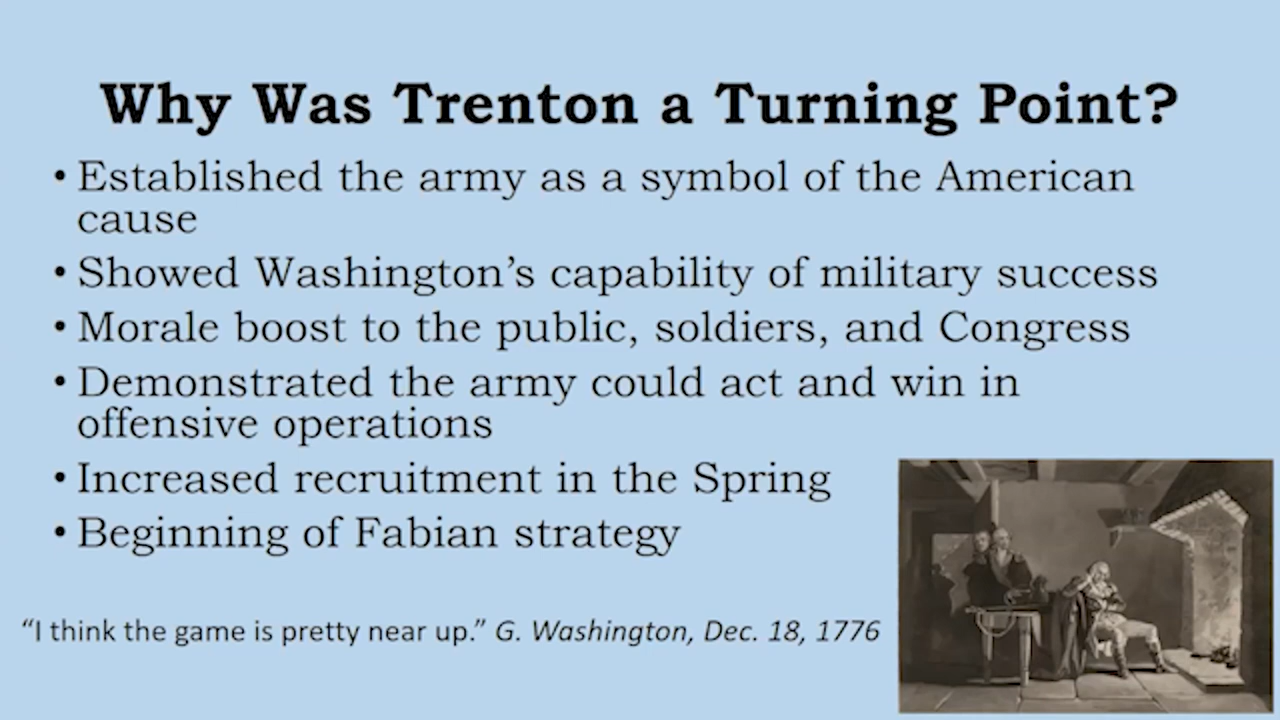 Why Was Trenton a Turning Point?
• Established the army as a symbol of the American
cause
• Showed Washington’s capability of military success
• Morale boost to the public, soldiers, and Congress
• Demonstrated the army could act and win in
offensive operations
• Increased recruitment in the Spring
• Beginning of Fabian strategy
“I think the game is pretty near up.” G. Washington, Dec. 18, 1776